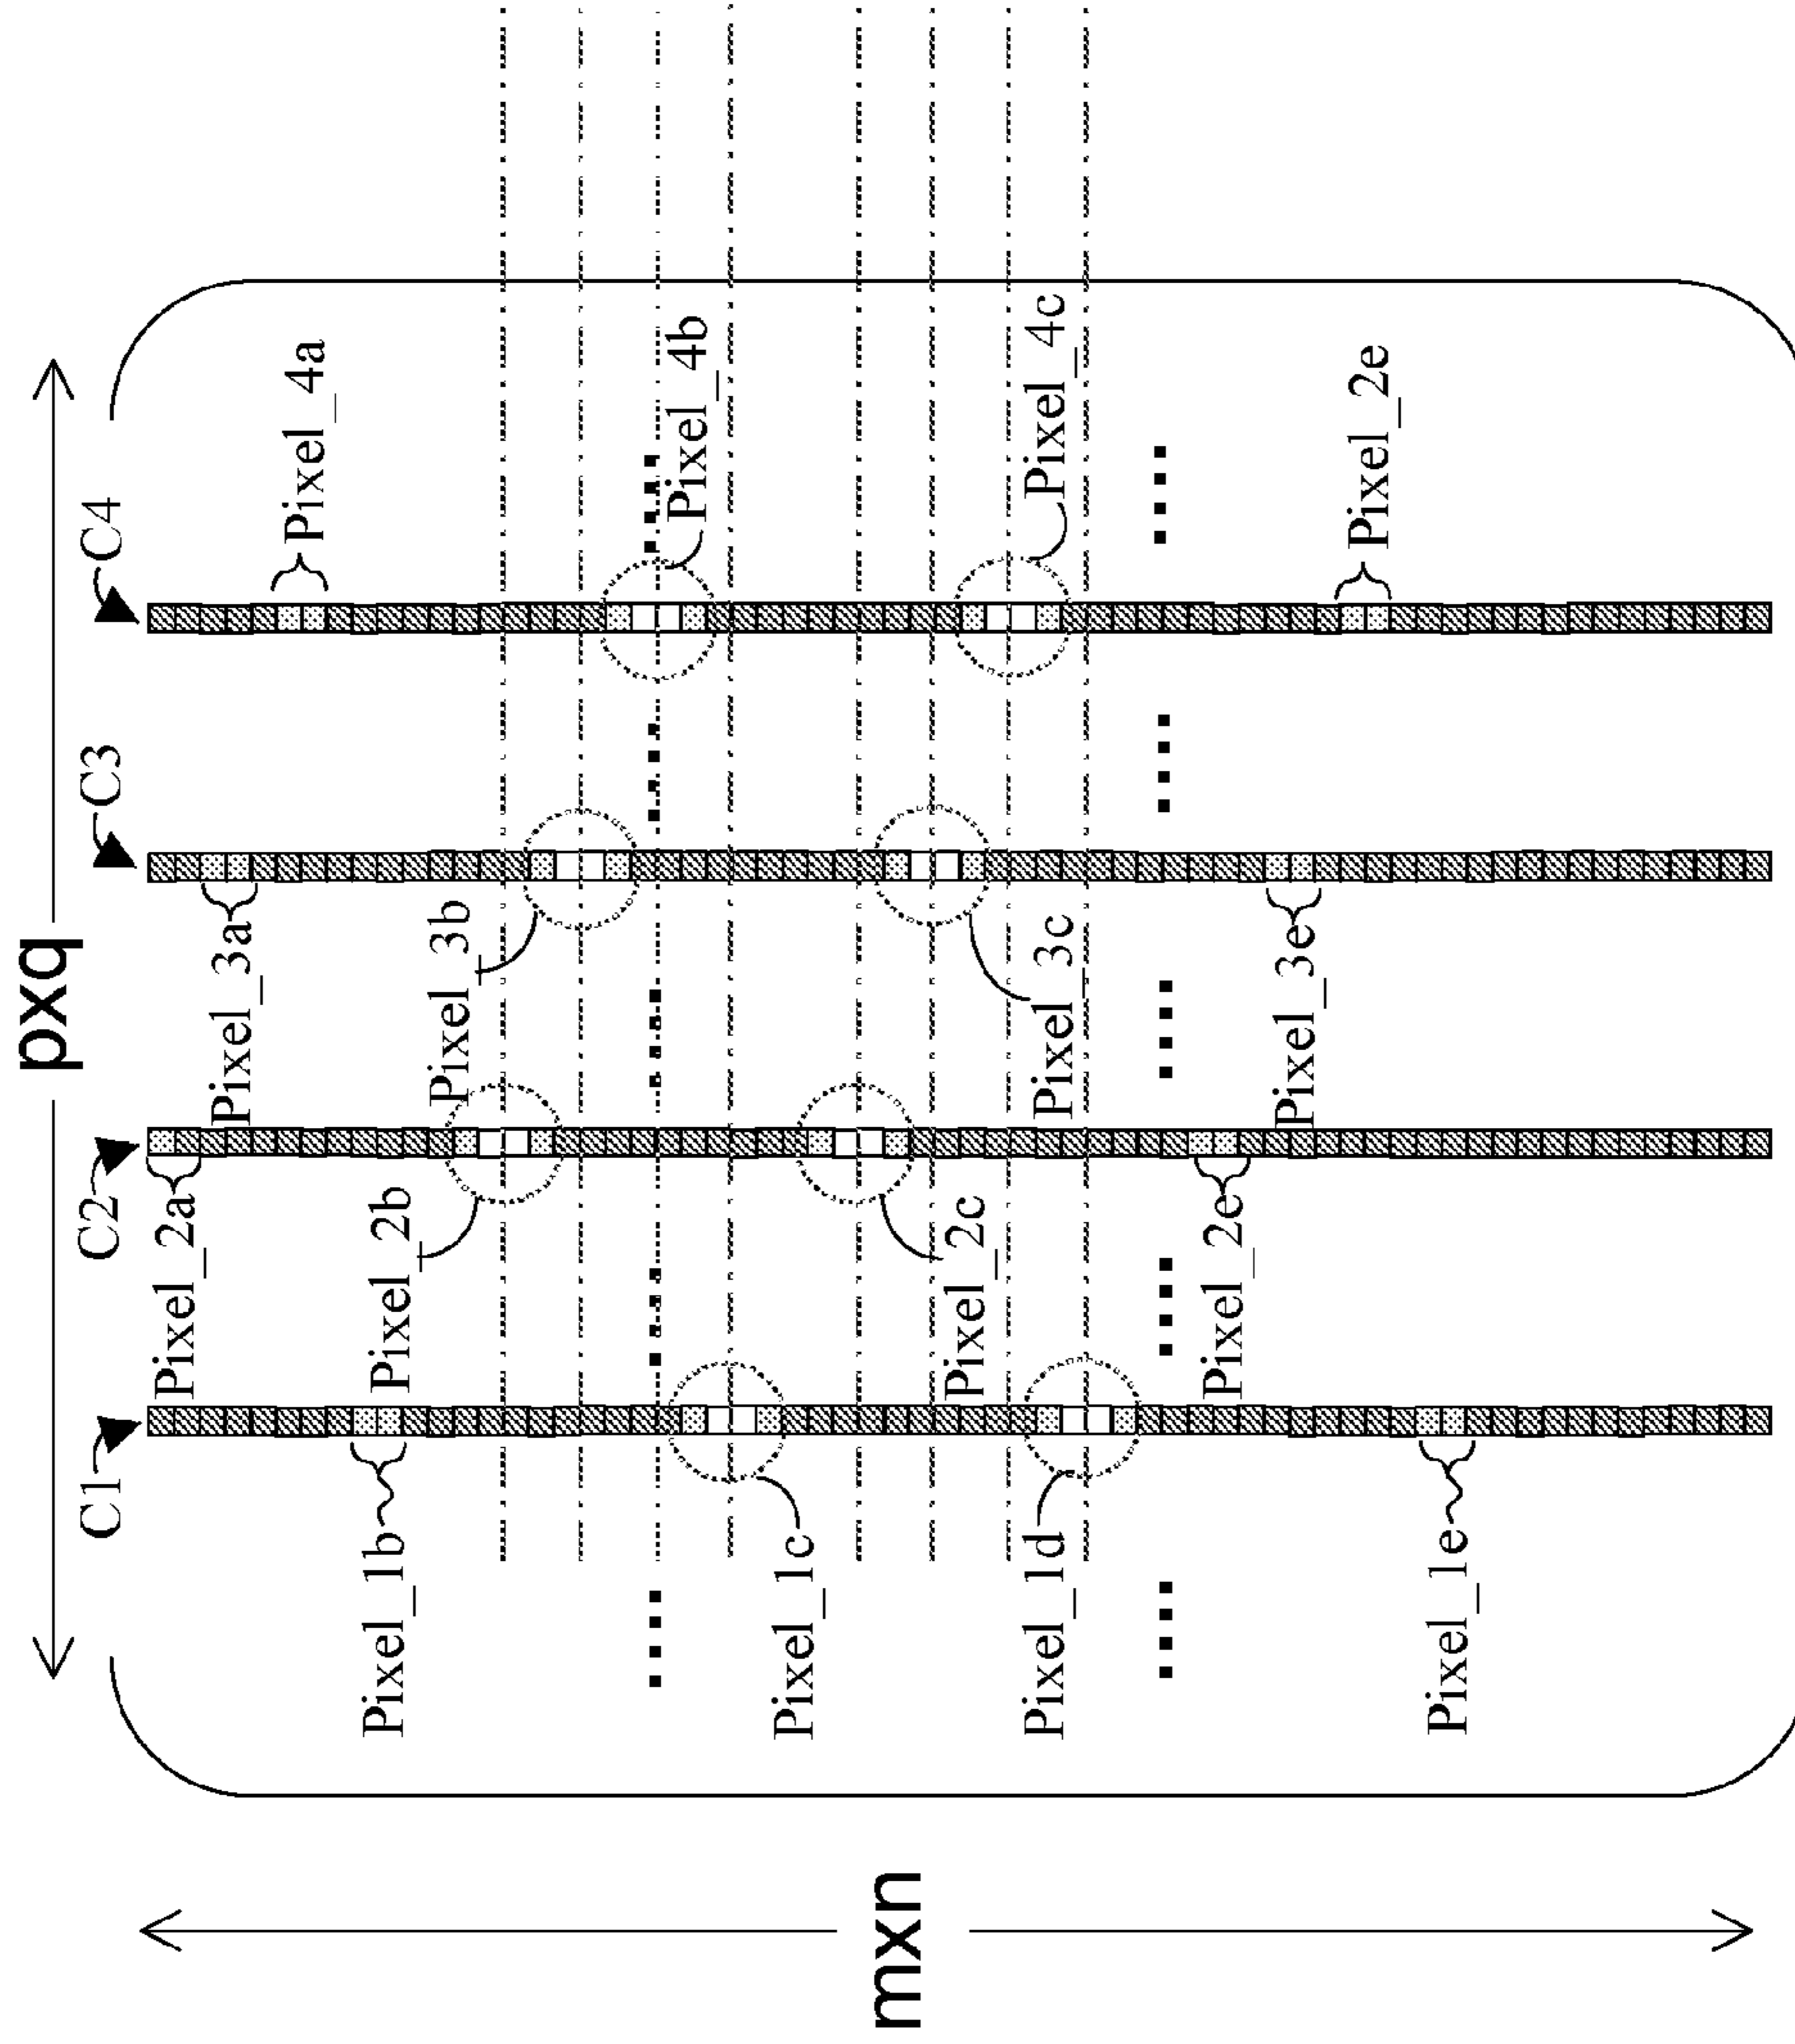 pxq
C1
C2
C3
C4
Pixel_2a
Pixel_3a
Pixel_4a
Pixel_1b
Pixel_2b
Pixel_3b
Pixel_4b
Pixel_1c
Pixel_2c
Pixel_3c
Pixel_4c
Pixel_1d
Pixel_1e
Pixel_2e
Pixel_3e
Pixel_2e
mxn